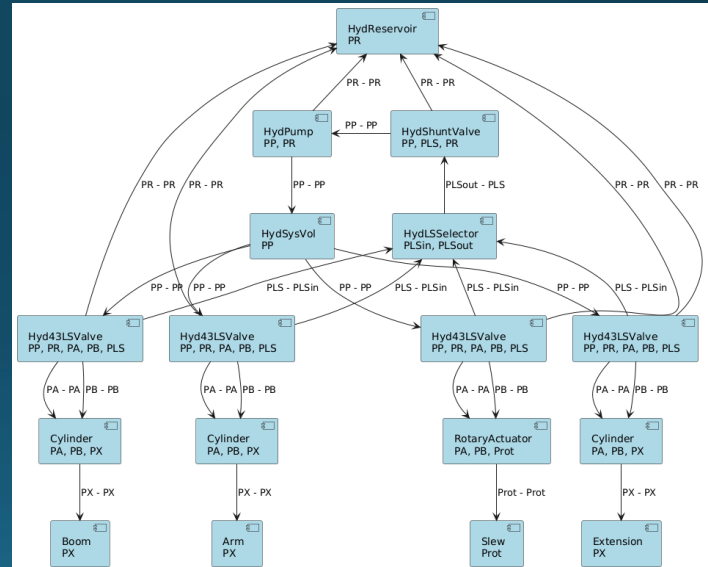 HydReservoir
PR
PR - PR
PR - PR
HydPump
PP, PR
PP - PP
HydShuntValve
PP, PLS, PR
PR - PR
PR - PR
PP - PP
PLSout - PLS
PR - PR
PR - PR
HydSysVol
PP
HydLSSelector
PLSin, PLSout
PP - PP
PP - PP
PLS - PLSin
PLS - PLSin
PP - PP
PLS - PLSin
PP - PP
PLS - PLSin
Hyd43LSValve
PP, PR, PA, PB, PLS
Hyd43LSValve
PP, PR, PA, PB, PLS
Hyd43LSValve
PP, PR, PA, PB, PLS
Hyd43LSValve
PP, PR, PA, PB, PLS
PA - PA
PB - PB
PA - PA
PB - PB
PA - PA
PB - PB
PA - PA
PB - PB
Cylinder
PA, PB, PX
Cylinder
PA, PB, PX
RotaryActuator
PA, PB, Prot
Cylinder
PA, PB, PX
PX - PX
PX - PX
Prot - Prot
PX - PX
Boom
PX
Arm
PX
Slew
Prot
Extension
PX